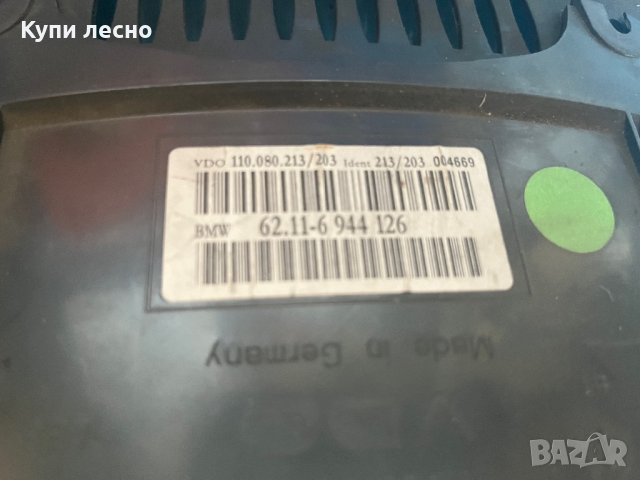 Купи лесно
VDO 110.080.213/203 Ident 213/203 004669
BMW 62.11-6 944 126
Made in Germany
BAZAR